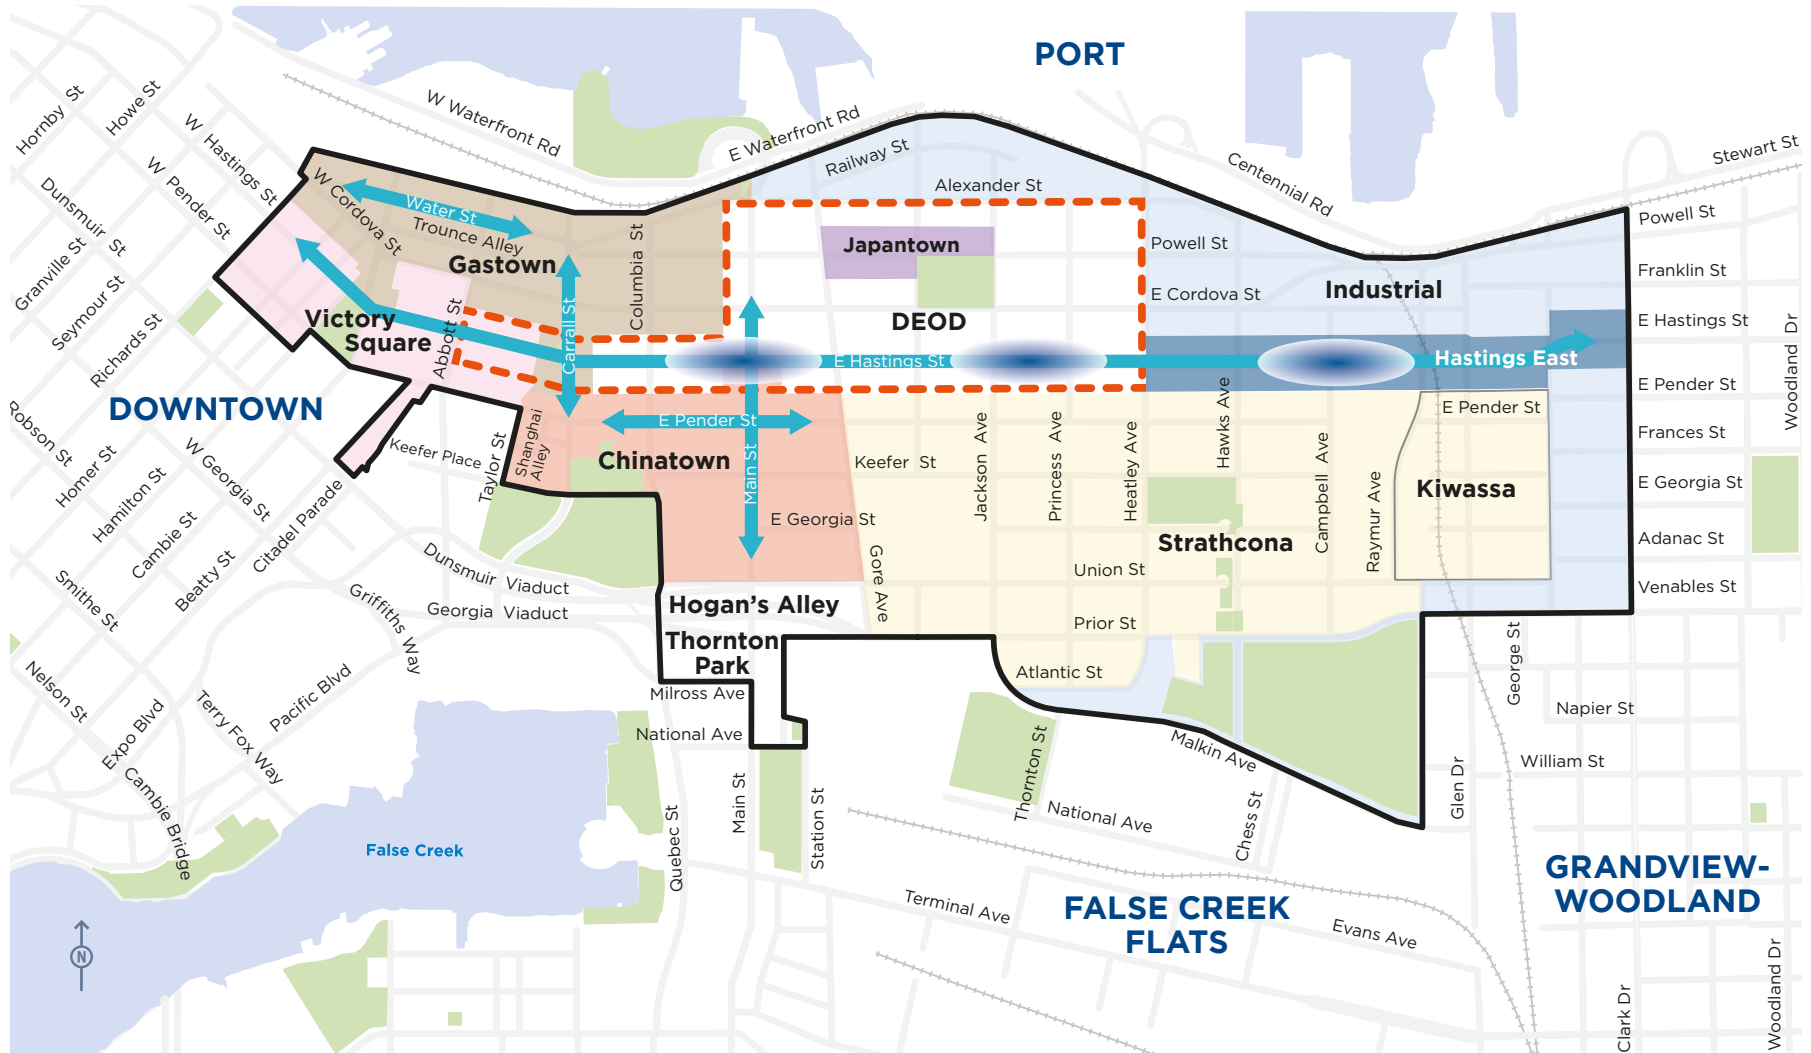 PORT
Hornby St
Howe St
W Hastings St
W Pender St
Dunsmuir St
Granville St
Seymour St
Richards St
W Waterfront Rd
E Waterfront Rd
Railway St
Alexander St
Centennial Rd
Stewart St
W Cordova St
Water St
Trounce Alley
Gastown
Columbia St
Japantown
Powell St
Powell St
Franklin St
E Cordova St
Industrial
DEOD
Victory
Square
Abbott St
Carrall St
E Hastings St
Hastings East
E Hastings St
Woodland Dr
DOWNTOWN
E Pender St
E Pender St
E Pender St
Frances St
Robson St
Homer St
Hamilton St
Cambie St
Beatty St
W Georgia St
Citadel Parade
Keefer Place
Taylor St
Shanghai
Alley
Chinatown
Main St
Keefer St
Jackson Ave
Princess Ave
Heatley Ave
Hawks Ave
Campbell Ave
Raymur Ave
Kiwassa
E Georgia St
E Georgia St
Strathcona
Adanac St
Union St
Gore Ave
Venables St
Smithe St
Dunsmuir Viaduct
Georgia Viaduct
Griffiths Way
Hogan's Alley
Thornton
Park
Prior St
Atlantic St
George St
Nelson St
Expo Blvd
Terry Fox Way
Pacific Blvd
Milross Ave
National Ave
Napier St
William St
Malkin Ave
Thornton St
National Ave
Chess St
Glen Dr
Cambie Bridge
False Creek
Quebec St
Main St
Station St
Terminal Ave
FALSE CREEK
FLATS
Evans Ave
GRANDVIEW-
WOODLAND
Clark Dr
Woodland Dr
N